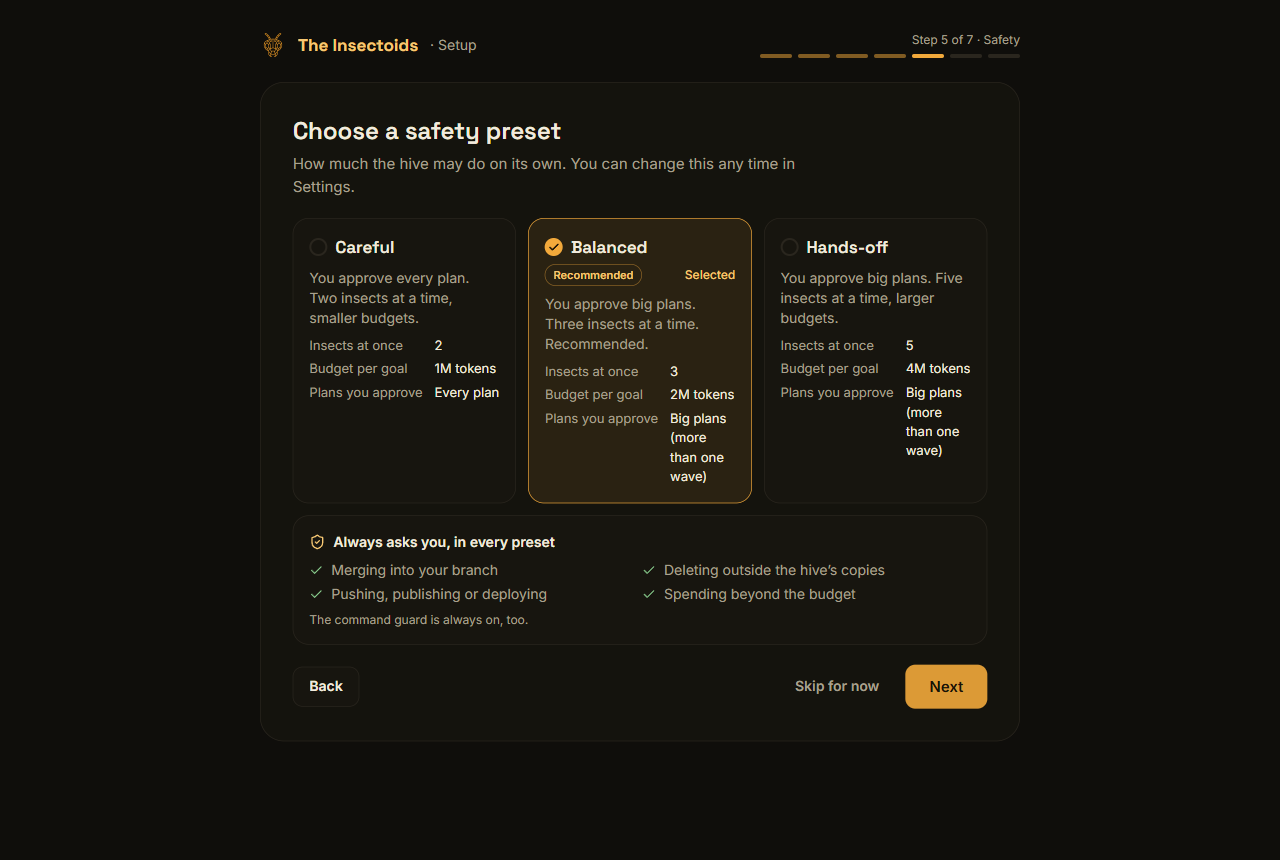 The Insectoids · Setup
Step 5 of 7 · Safety
Choose a safety preset
How much the hive may do on its own. You can change this any time in
Settings.
Careful
You approve every plan.
Two insects at a time,
smaller budgets.
Insects at once 2
Budget per goal 1M tokens
Plans you approve Every plan
Balanced
Recommended Selected
You approve big plans.
Three insects at a time.
Recommended.
Insects at once 3
Budget per goal 2M tokens
Plans you approve Big plans
(more
than one
wave)
Hands-off
You approve big plans. Five
insects at a time, larger
budgets.
Insects at once 5
Budget per goal 4M tokens
Plans you approve Big plans
(more
than one
wave)
Always asks you, in every preset
Merging into your branch
Deleting outside the hive’s copies
Pushing, publishing or deploying
Spending beyond the budget
The command guard is always on, too.
Back
Skip for now
Next